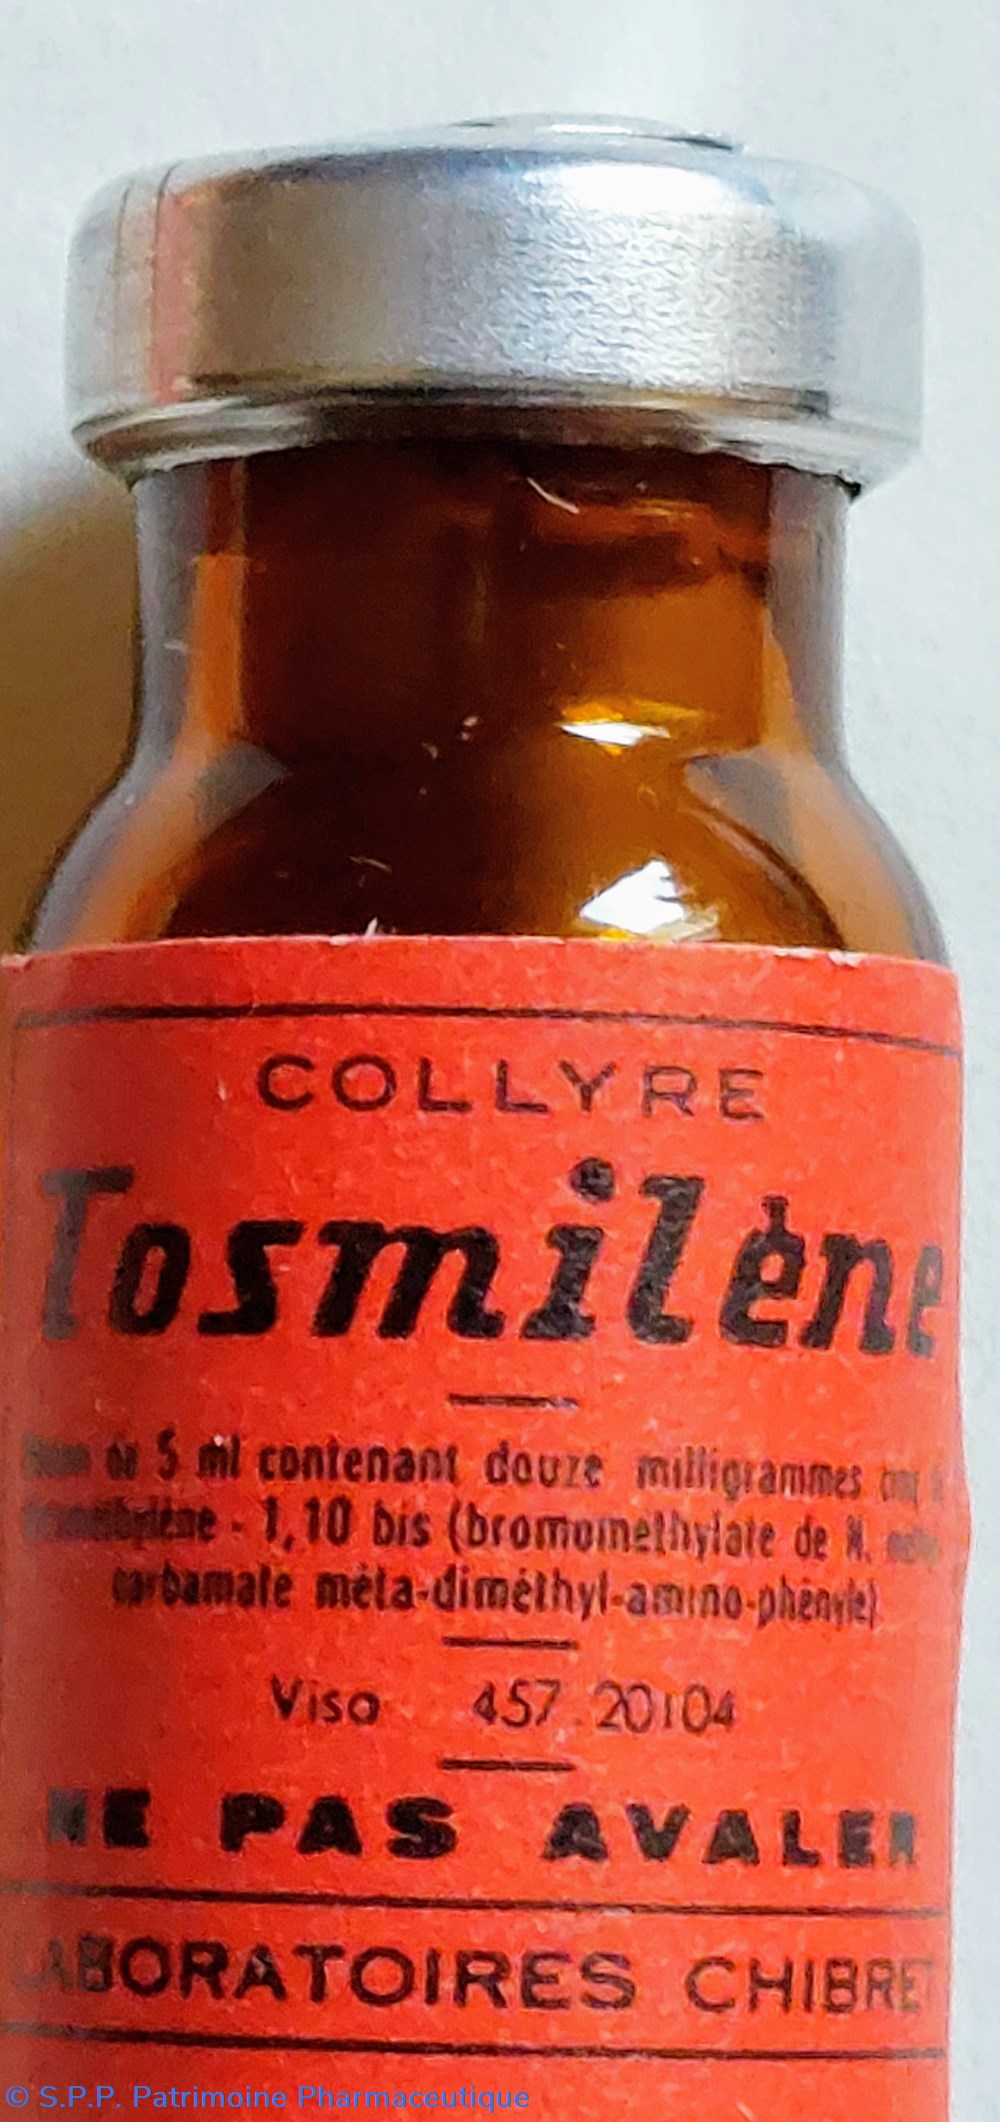 COLLYRE
Tosmilène
de 5 ml contenant douze milligrammes cinq
- 1,10 bis (bromométhylate de N.
carbamate méta-diméthyl-amino-phényle)
Visa 457.20104
NE PAS AVALER
LABORATOIRES CHIBRET
© S.P.P. Patrimoine Pharmaceutique